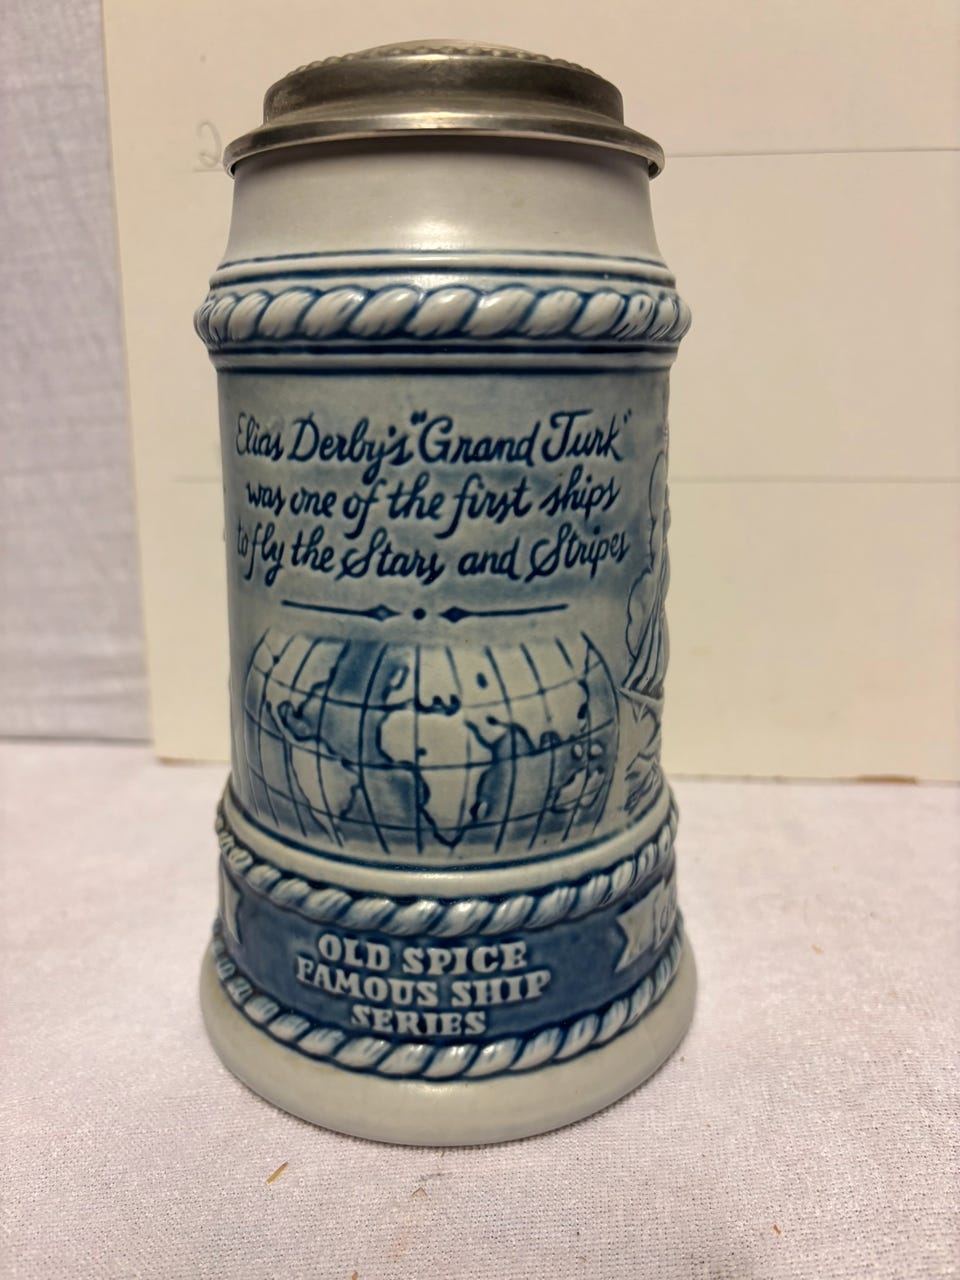 2
Elias Derby's "Grand Turk"
was one of the first ships
to fly the Stars and Stripes
OLD SPICE
FAMOUS SHIP
SERIES